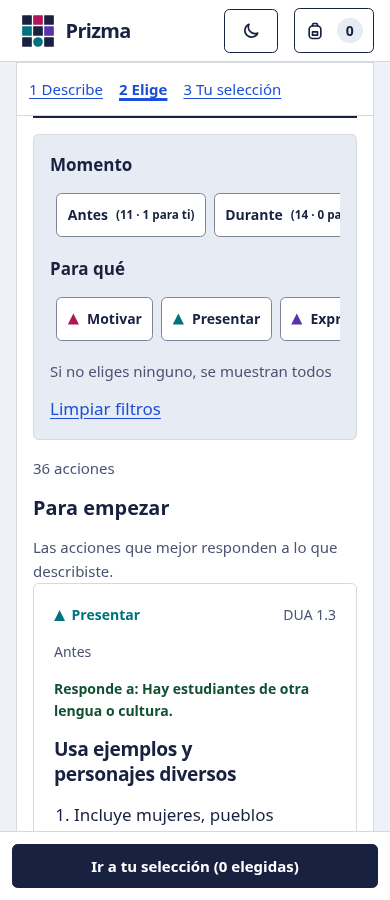 Prizma
0
1 Describe 2 Elige 3 Tu selección
Momento
Antes (11 · 1 para ti) Durante (14 · 0 pa
Para qué
Motivar Presentar Expr
Si no eliges ninguno, se muestran todos
Limpiar filtros
36 acciones
Para empezar
Las acciones que mejor responden a lo que
describiste.
Presentar DUA 1.3
Antes
Responde a: Hay estudiantes de otra
lengua o cultura.
Usa ejemplos y
personajes diversos
1. Incluye mujeres, pueblos
Ir a tu selección (0 elegidas)